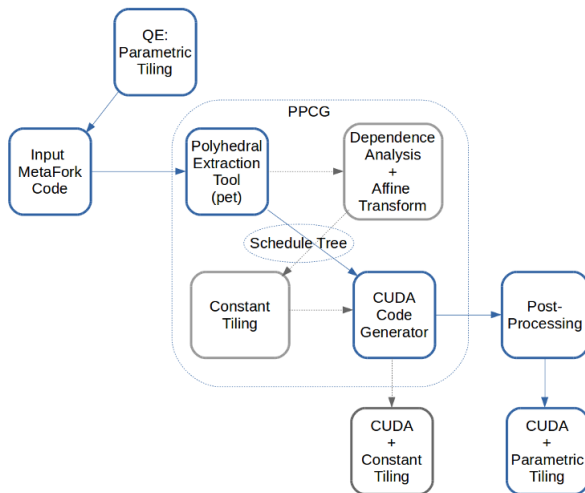 QE:
Parametric
Tiling
PPCG
Input
MetaFork
Code
Polyhedral
Extraction
Tool
(pet)
Dependence
Analysis
+
Affine
Transform
Schedule Tree
Constant
Tiling
CUDA
Code
Generator
Post-
Processing
CUDA
+
Constant
Tiling
CUDA
+
Parametric
Tiling